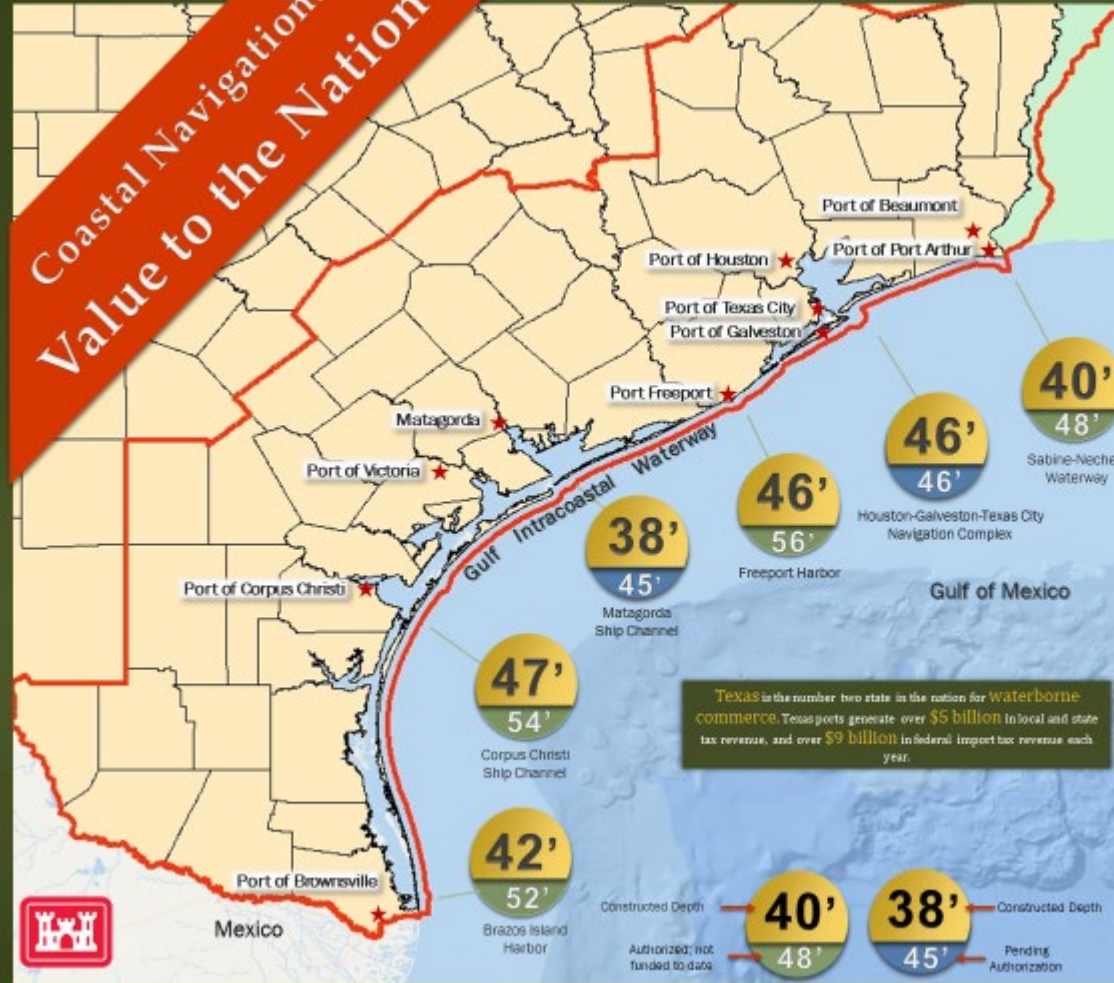 Coastal Navigation
Value to the Nation
Port of Beaumont
Port of Port Arthur
Port of Houston
Port of Texas City
Port of Galveston
Port Freeport
Matagorda
Port of Victoria
Port of Corpus Christi
Port of Brownsville
Mexico
Gulf Intracoastal Waterway
Gulf of Mexico
40'
48'
Sabine-Neche
Waterway
46'
46'
Houston-Galveston-Texas City
Navigation Complex
46'
56'
Freeport Harbor
38'
45'
Matagorda
Ship Channel
47'
54'
Corpus Christi
Ship Channel
42'
52'
Brazos Island
Harbor
Texas is the number two state in the nation for waterborne
commerce. Texas ports generate over $5 billion in local and state
tax revenue, and over $9 billion in federal import tax revenue each
year.
Constructed Depth
40'
Authorized; not
funded to date
48'
38'
Constructed Depth
45'
Pending
Authorization